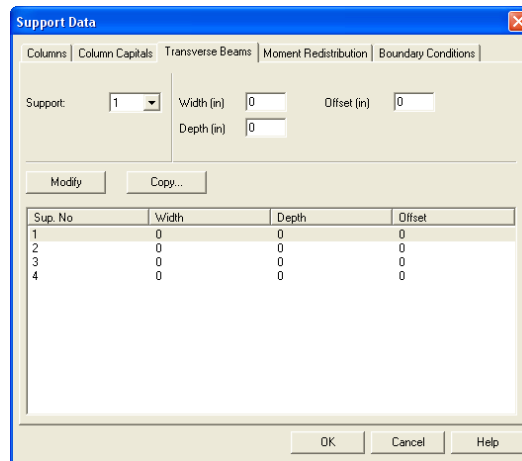 Support Data
Columns Column Capitals Transverse Beams Moment Redistribution Boundary Conditions
Support: 1 Width (in) 0 Offset (in) 0
Depth (in) 0
Modify Copy...
Sup. No Width Depth Offset
1 0 0 0
2 0 0 0
3 0 0 0
4 0 0 0
OK Cancel Help